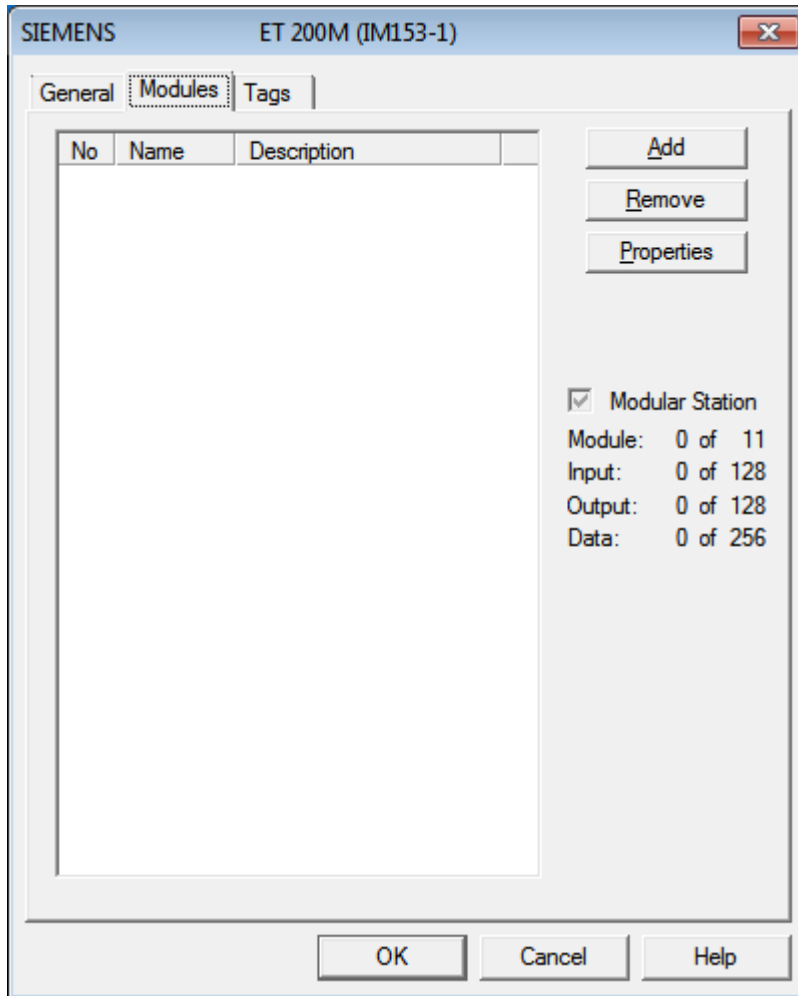 SIEMENS ET 200M (IM153-1)
General Modules Tags
No Name Description
Add
Remove
Properties
Modular Station
Module: 0 of 11
Input: 0 of 128
Output: 0 of 128
Data: 0 of 256
OK Cancel Help